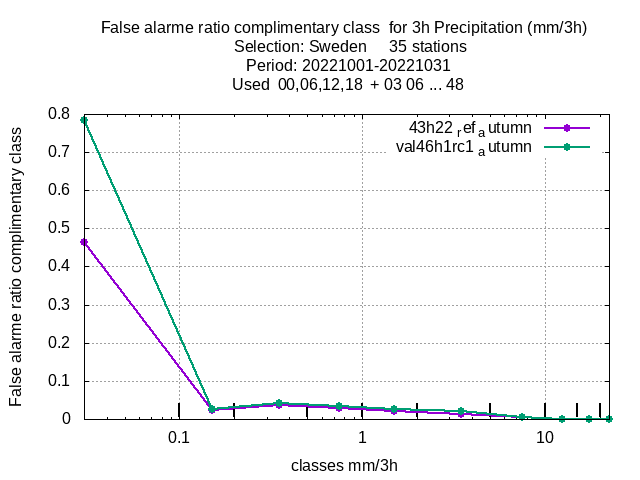 False alarme ratio complimentary class  for 3h Precipitation (mm/3h)
Selection: Sweden     35 stations
Period: 20221001-20221031
Used  00,06,12,18  + 03 06 ... 48
43h22 ref autumn
val46h1rc1 autumn
False alarme ratio complimentary class
0.8
0.7
0.6
0.5
0.4
0.3
0.2
0.1
0
0.1 1 10
classes mm/3h